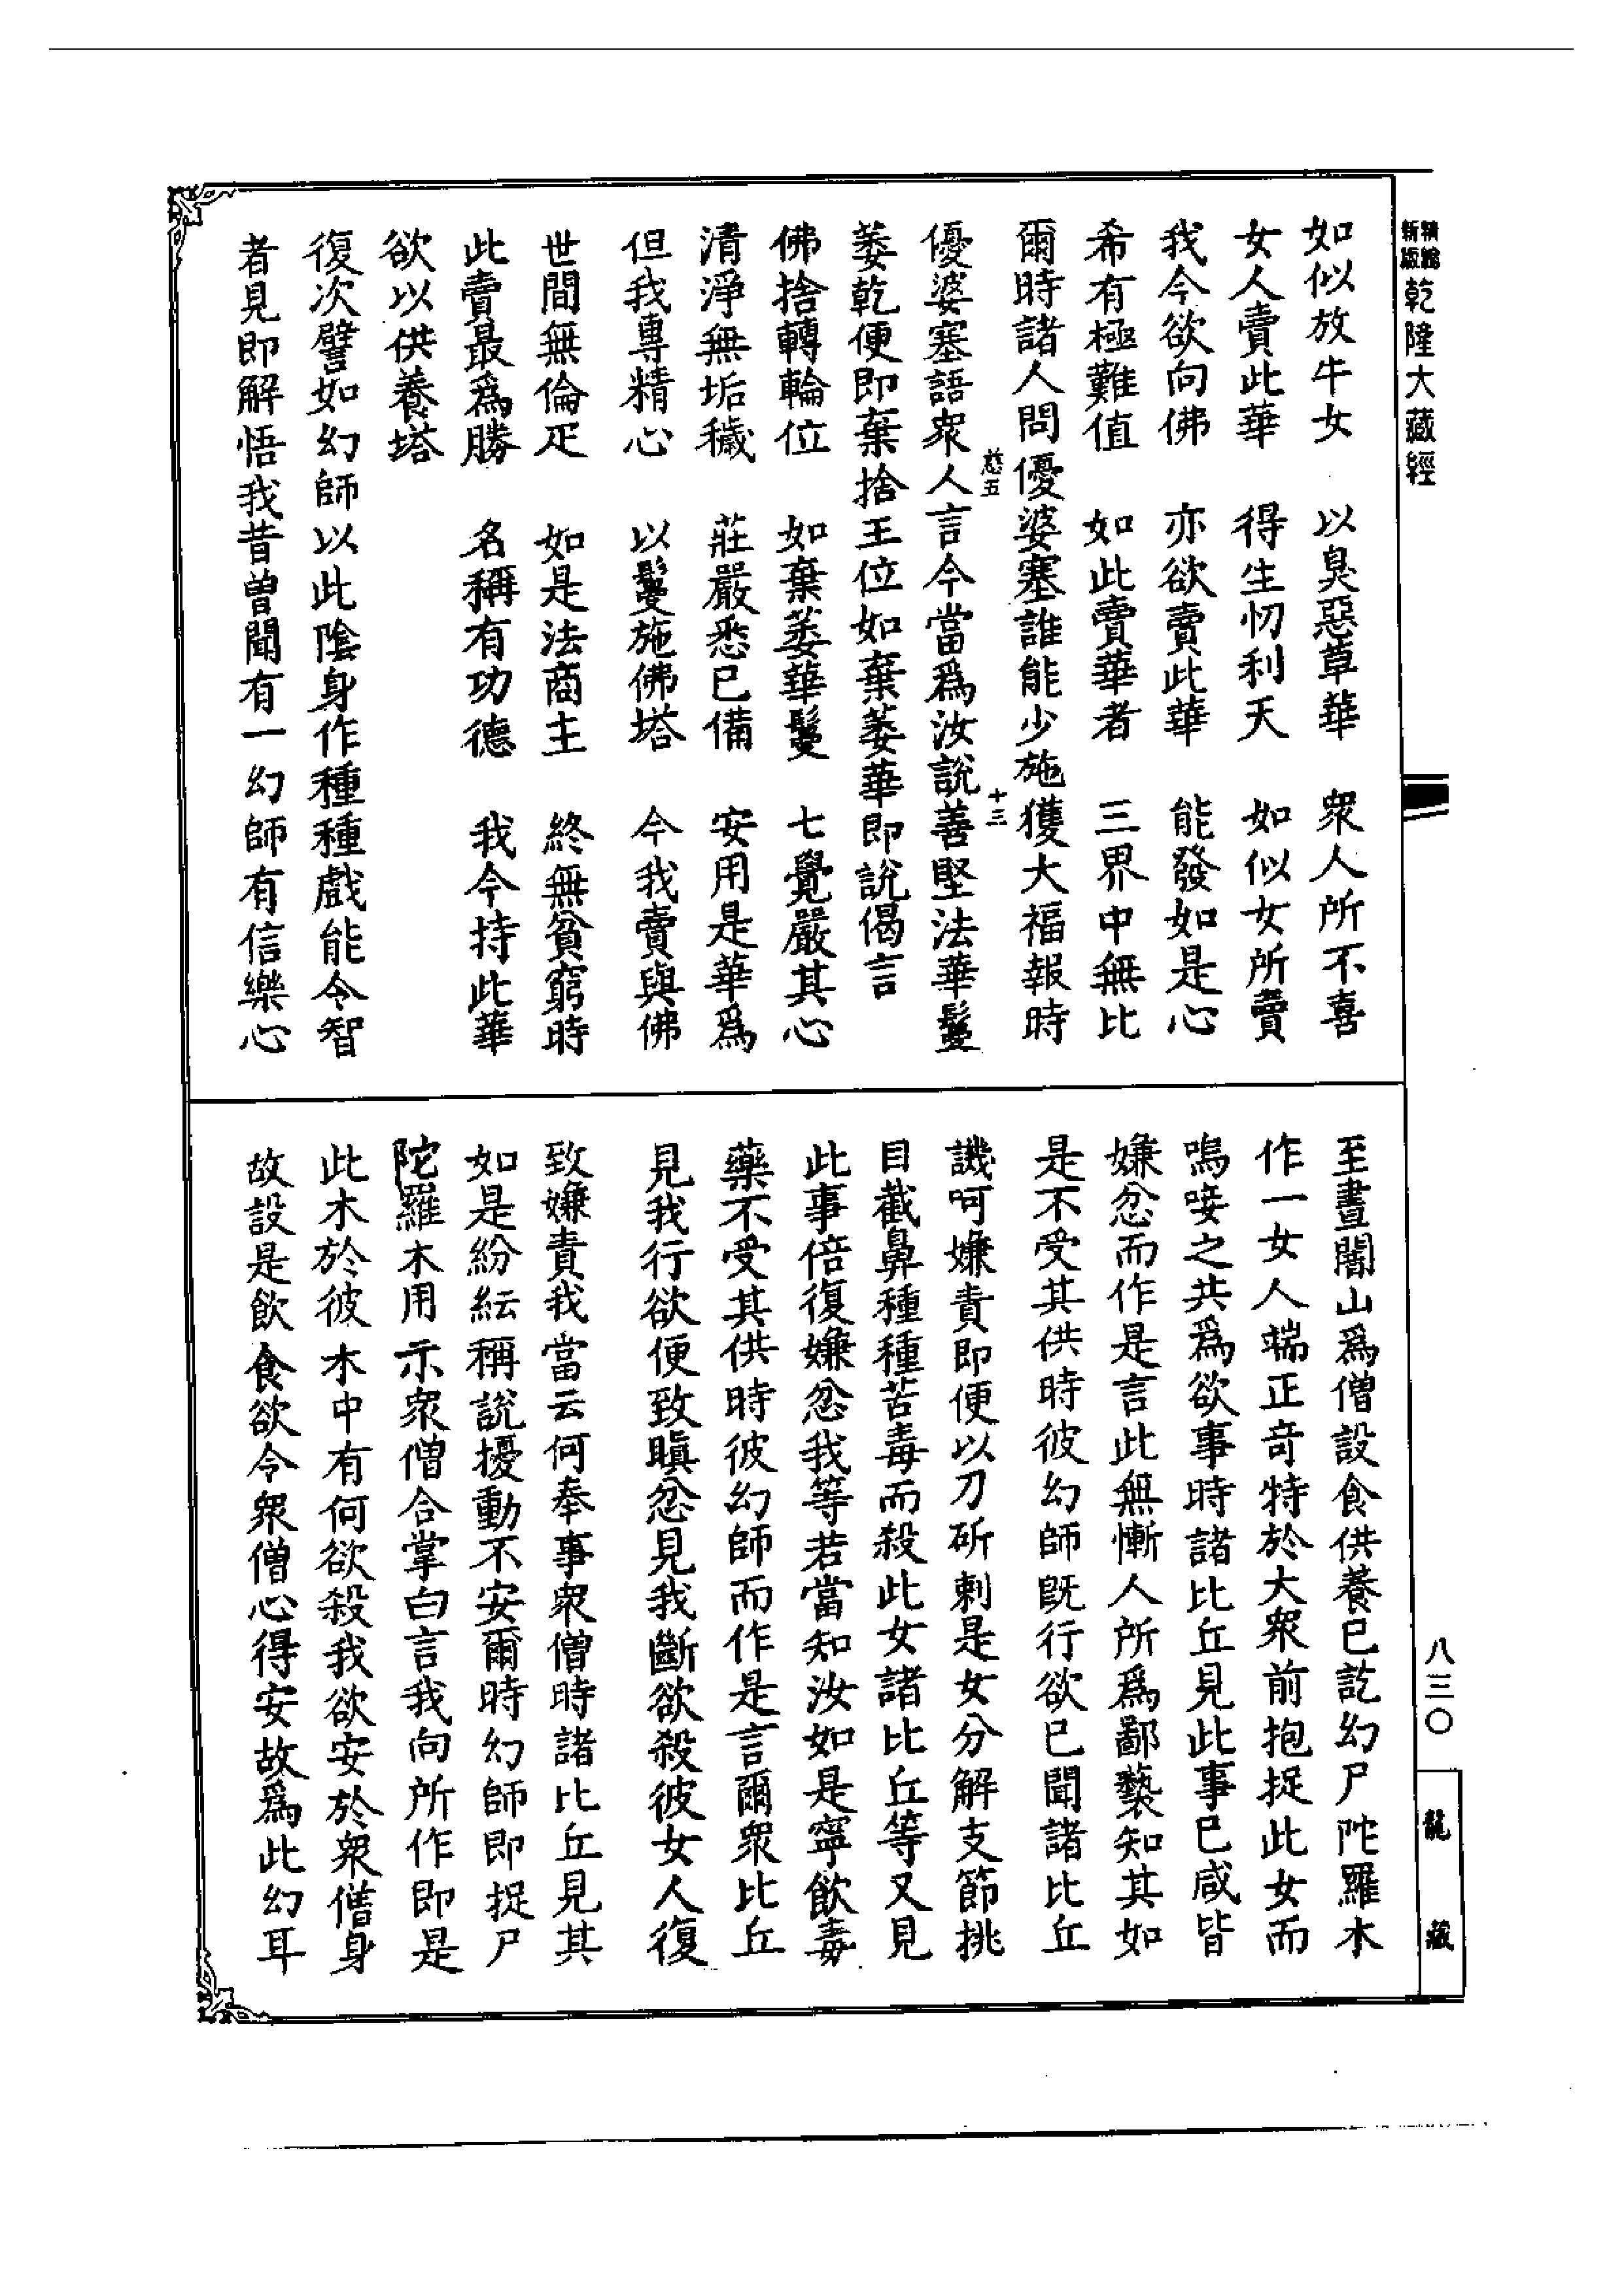 精緻
新版
乾隆大藏經
如似放牛女　以臭惡草華　衆人所不喜
女人賣此華　得生忉利天　如似女所賣
我今欲向佛　亦欲賣此華　能發如是心
希有極難值　如此賣華者　三界中無比
爾時諸人問優婆塞誰能少施獲大福報時
五
十三
優婆塞語衆人言今當爲汝說善堅法華鬘
萎乾便即棄捨王位如棄萎華即說偈言
佛捨轉輪位　如棄萎華鬘　七覺嚴其心
清淨無垢穢　莊嚴悉已備　安用是華爲
但我專精心　以鬘施佛塔　今我賣與佛
世間無倫疋　如是法商主　終無貧窮時
此賣最爲勝　名稱有功德　我今持此華
欲以供養塔
復次譬如幻師以此陰身作種種戲能令智
者見即解悟我昔曾聞有一幻師有信樂心
至晝闇山爲僧設食供養已訖幻尸陀羅木
作一女人端正奇特於大衆前抱捉此女而
嗚唼之共爲欲事時諸比丘見此事已咸皆
嫌忿而作是言此無慚人所爲鄙褻知其如
是不受其供時彼幻師旣行欲已聞諸比丘
譏呵嫌責即便以刀斫刺是女分解支節挑
目截鼻種種苦毒而殺此女諸比丘等又見
此事倍復嫌忿我等若當知汝如是寧飲毒
藥不受其供時彼幻師而作是言爾衆比丘
見我行欲便致瞋忿見我斷欲殺彼女人復
致嫌責我當云何奉事衆僧時諸比丘見其
如是紛紜稱說擾動不安爾時幻師即捉尸
陀羅木用示衆僧合掌白言我向所作即是
此木於彼木中有何欲殺我欲安於衆僧身
故設是飲食欲令衆僧心得安故爲此幻耳
八三〇
龍藏